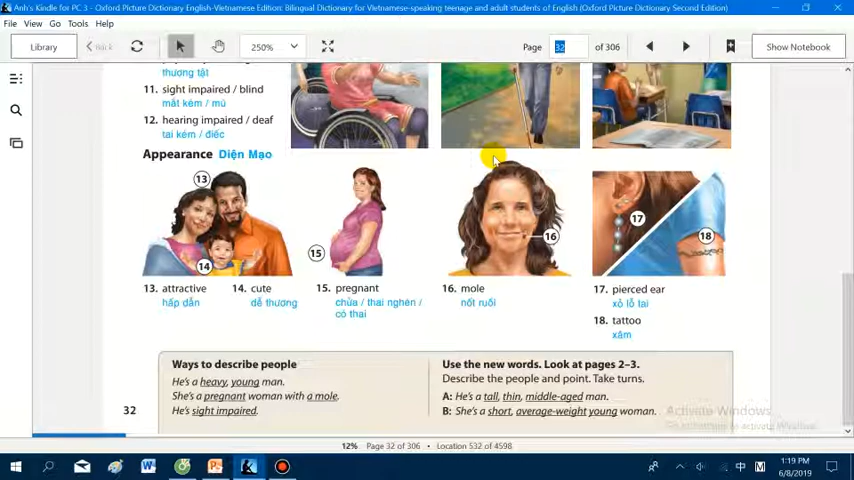 Anh's Kindle for PC 3 - Oxford Picture Dictionary English-Vietnamese Edition: Bilingual Dictionary for Vietnamese-speaking teenage and adult students of English (Oxford Picture Dictionary Second Edition)
File View Go Tools Help
Library
Back
250%
Page 32 of 306
Show Notebook
thượng tật
11. sight impaired / blind
mắt kém / mù
12. hearing impaired / deaf
tai kém / điếc
Appearance Diện Mạo
13
14
15
16
17
18
13. attractive
hấp dẫn
14. cute
dễ thương
15. pregnant
chửa / thai nghén /
có thai
16. mole
nốt ruồi
17. pierced ear
xỏ lỗ tai
18. tattoo
xâm
Ways to describe people
He's a heavy, young man.
She's a pregnant woman with a mole.
He's sight impaired.
Use the new words. Look at pages 2–3.
Describe the people and point. Take turns.
A: He's a tall, thin, middle-aged man.
B: She's a short, average-weight young woman.
32
Activate Windows
12% Page 32 of 306 Location 532 of 4598
中
M
1:19 PM
6/8/2019